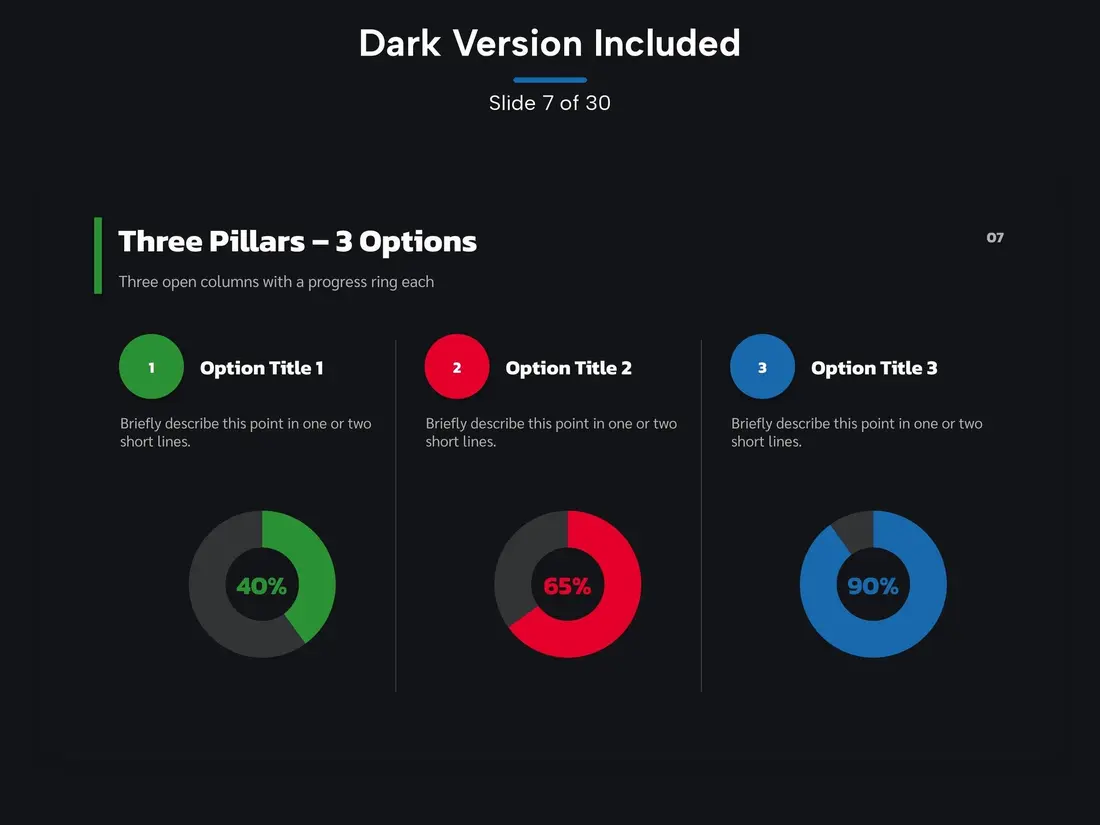 Dark Version Included
Slide 7 of 30
Three Pillars – 3 Options
07
Three open columns with a progress ring each
1
Option Title 1
Briefly describe this point in one or two
short lines.
40%
2
Option Title 2
Briefly describe this point in one or two
short lines.
65%
3
Option Title 3
Briefly describe this point in one or two
short lines.
90%